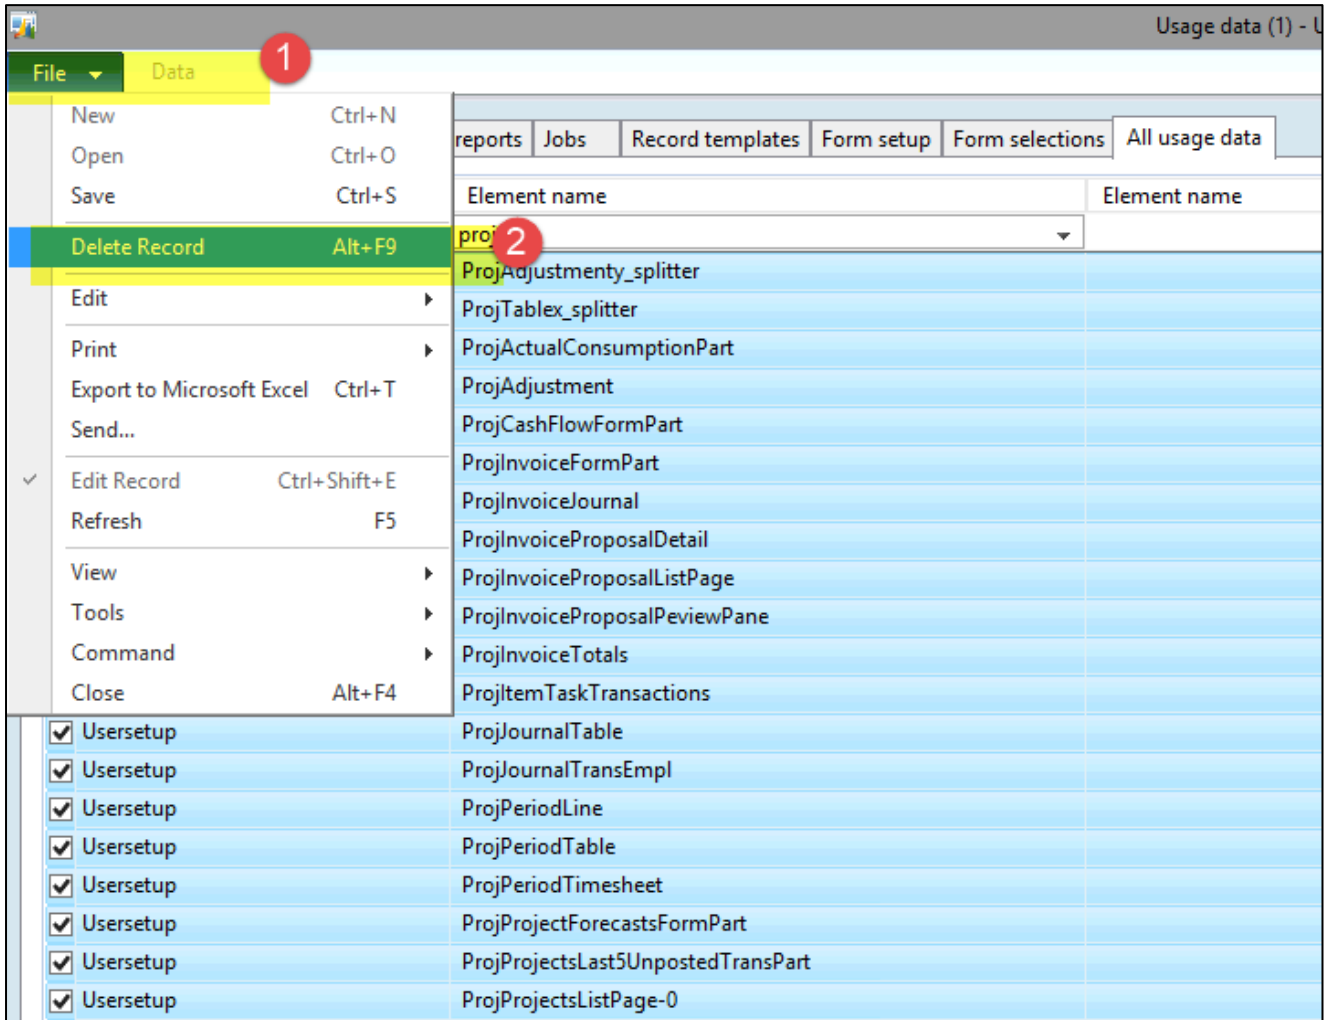 Usage data (1) - U
File Data 1
New Ctrl+N
reports Jobs Record templates Form setup Form selections All usage data
Open Ctrl+O
Save Ctrl+S Element name Element name
Delete Record Alt+F9 proj 2
ProjAdjustmenty_splitter
Edit ProjTablex_splitter
Print ProjActualConsumptionPart
Export to Microsoft Excel Ctrl+T ProjAdjustment
Send... ProjCashFlowFormPart
ProjInvoiceFormPart
Edit Record Ctrl+Shift+E ProjInvoiceJournal
Refresh F5
ProjInvoiceProposalDetail
View ProjInvoiceProposalListPage
Tools ProjInvoiceProposalPeviewPane
Command ProjInvoiceTotals
Close Alt+F4 ProjItemTaskTransactions
Usersetup ProjJournalTable
Usersetup ProjJournalTransEmpl
Usersetup ProjPeriodLine
Usersetup ProjPeriodTable
Usersetup ProjPeriodTimesheet
Usersetup ProjProjectForecastsFormPart
Usersetup ProjProjectsLast5UnpostedTransPart
Usersetup ProjProjectsListPage-0